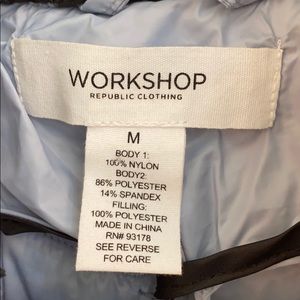 WORKSHOP
REPUBLIC CLOTHING
M
BODY 1:
100% NYLON
BODY2:
86% POLYESTER
14% SPANDEX
FILLING:
100% POLYESTER
MADE IN CHINA
RN# 93178
SEE REVERSE
FOR CARE